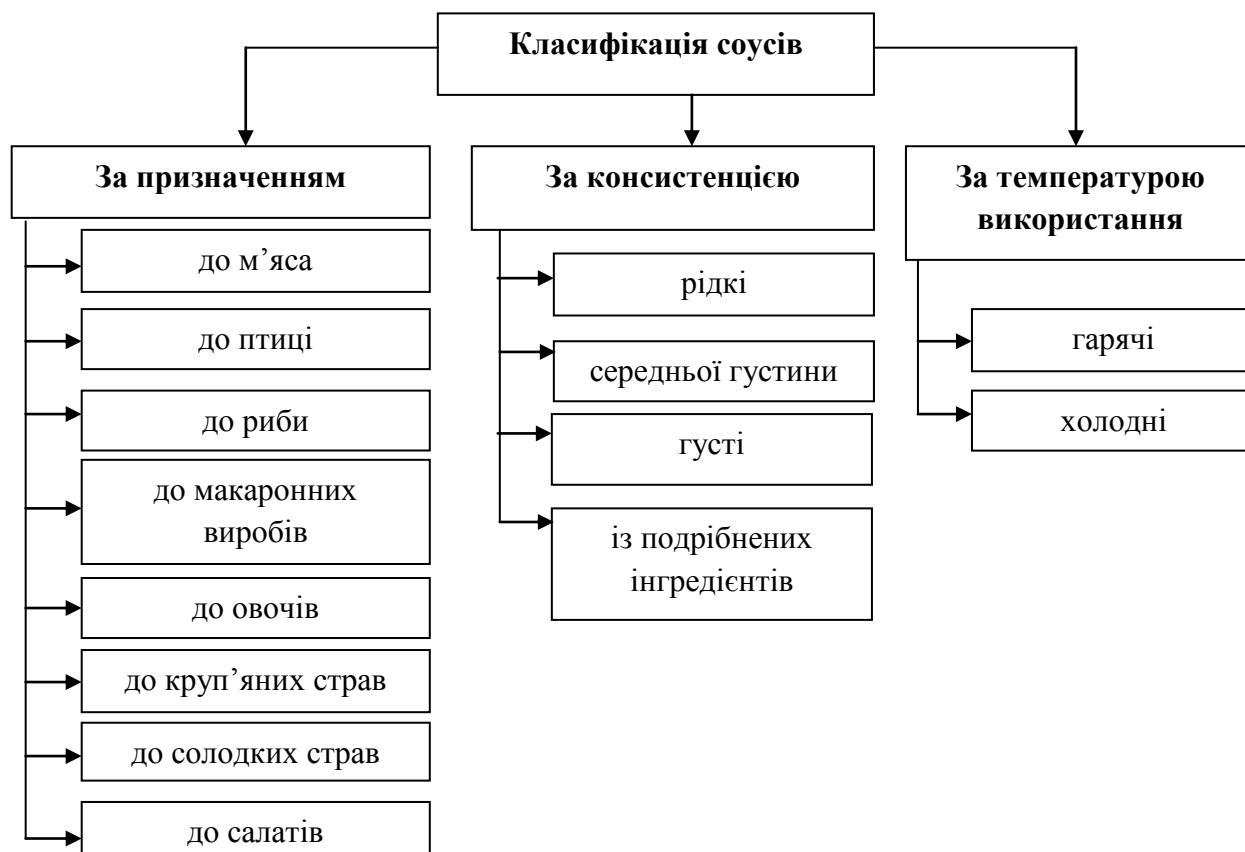 Класифікація соусів
За призначенням
до м’яса
до птиці
до риби
до макаронних
виробів
до овочів
до круп’яних страв
до солодких страв
до салатів
За консистенцією
рідкі
середньої густини
густі
із подрібнених
інгредієнтів
За температурою
використання
гарячі
холодні